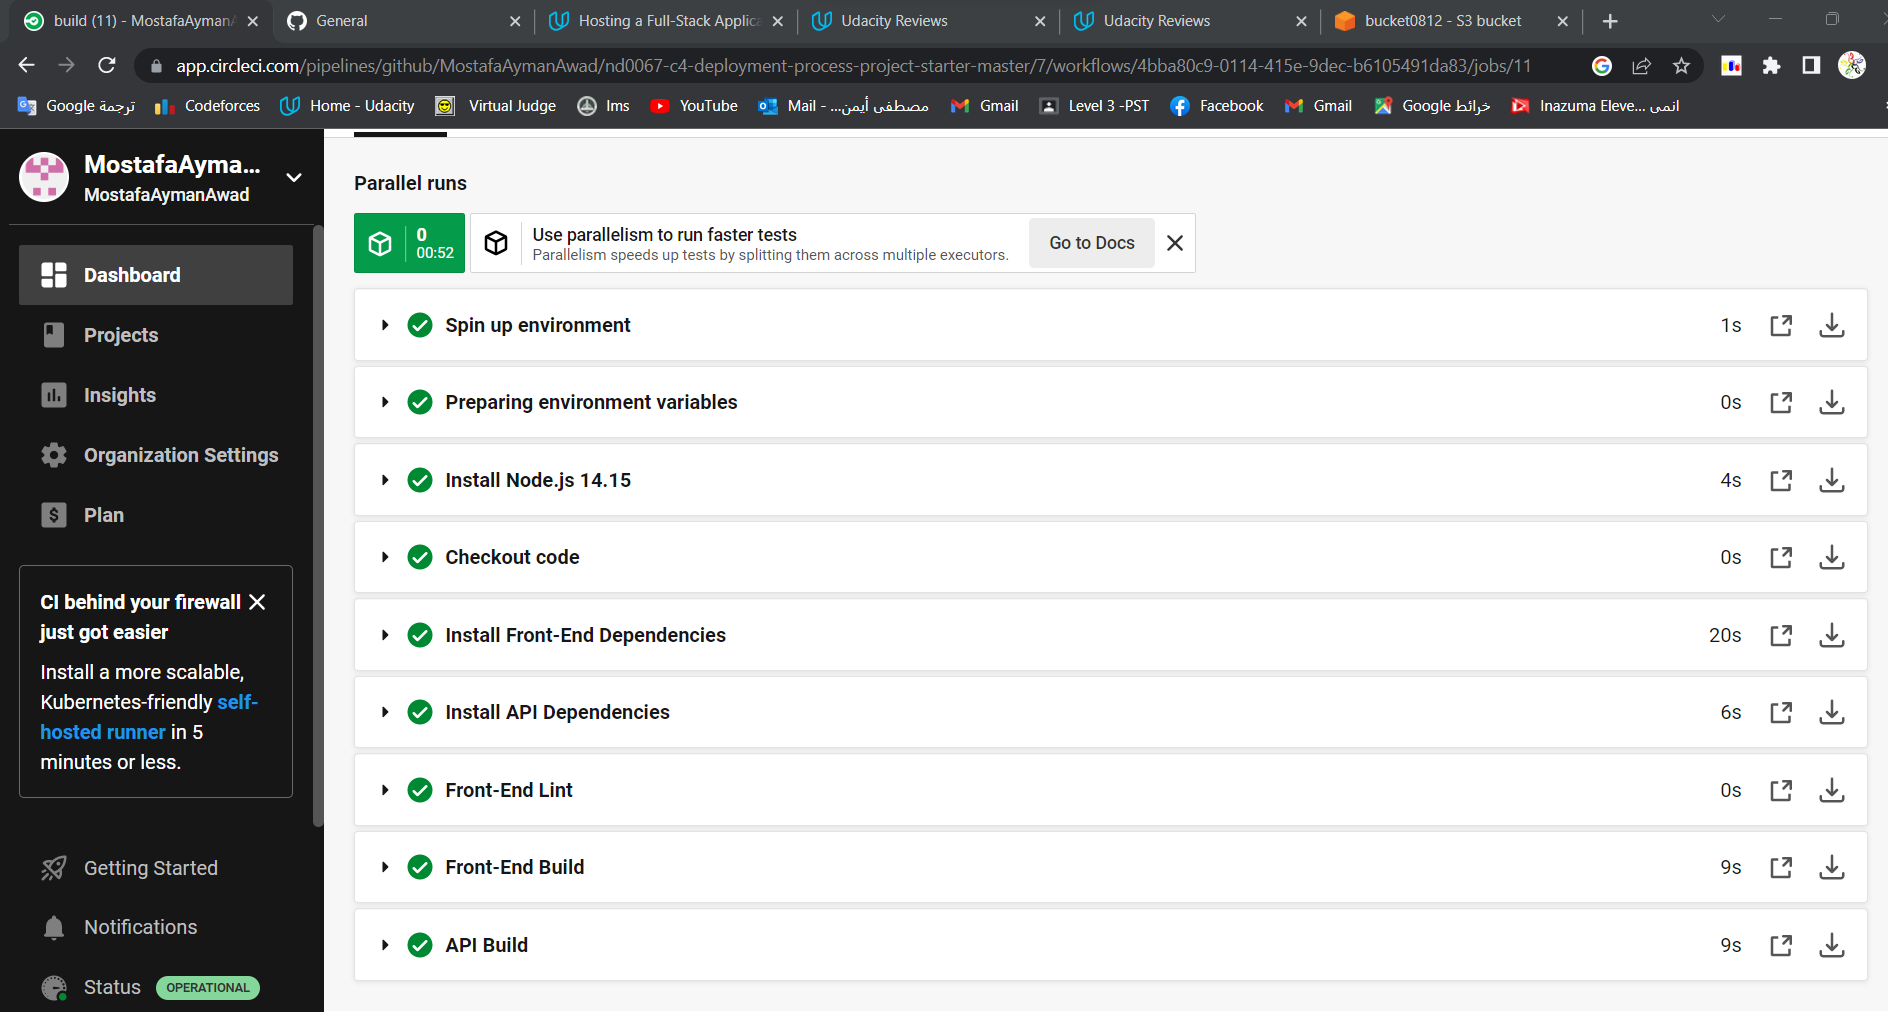 build (11) - MostafaAymanA
General
Hosting a Full-Stack Applica
Udacity Reviews
Udacity Reviews
bucket0812 - S3 bucket
app.circleci.com/pipelines/github/MostafaAymanAwad/nd0067-c4-deployment-process-project-starter-master/7/workflows/4bba80c9-0114-415e-9dec-b6105491da83/jobs/11
ترجمة Google
Codeforces
Home - Udacity
Virtual Judge
lms
YouTube
Mail - ...مصطفى أيمن
Gmail
Level 3 -PST
Facebook
Gmail
خرائط Google
Inazuma Eleve... انمى
MostafaAyma...
MostafaAymanAwad
Dashboard
Projects
Insights
Organization Settings
Plan
CI behind your firewall
just got easier
Install a more scalable,
Kubernetes-friendly self-
hosted runner in 5
minutes or less.
Getting Started
Notifications
Status OPERATIONAL
Parallel runs
0
00:52
Use parallelism to run faster tests
Parallelism speeds up tests by splitting them across multiple executors.
Go to Docs
Spin up environment 1s
Preparing environment variables 0s
Install Node.js 14.15 4s
Checkout code 0s
Install Front-End Dependencies 20s
Install API Dependencies 6s
Front-End Lint 0s
Front-End Build 9s
API Build 9s